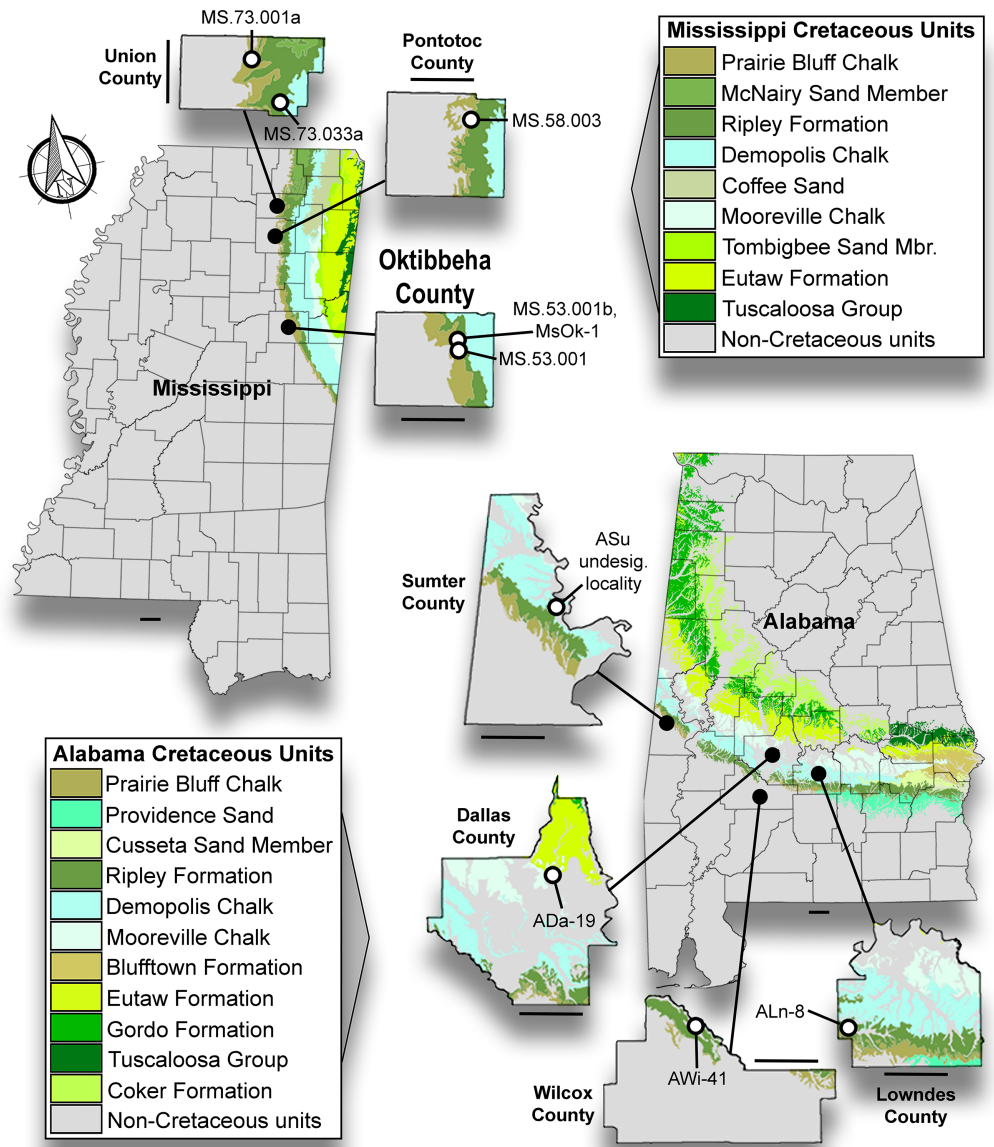 MS.73.001a
Union
County
MS.73.033a
Pontotoc
County
MS.58.003
Oktibbeha
County
MS.53.001b,
MsOk-1
MS.53.001
Mississippi
Mississippi Cretaceous Units
Prairie Bluff Chalk
McNairy Sand Member
Ripley Formation
Demopolis Chalk
Coffee Sand
Mooreville Chalk
Tombigbee Sand Mbr.
Eutaw Formation
Tuscaloosa Group
Non-Cretaceous units
Sumter
County
ASu
undesig.
locality
Alabama
Alabama Cretaceous Units
Prairie Bluff Chalk
Providence Sand
Cusseta Sand Member
Ripley Formation
Demopolis Chalk
Mooreville Chalk
Blufftown Formation
Eutaw Formation
Gordo Formation
Tuscaloosa Group
Coker Formation
Non-Cretaceous units
Dallas
County
ADa-19
AWi-41
Wilcox
County
ALn-8
Lowndes
County